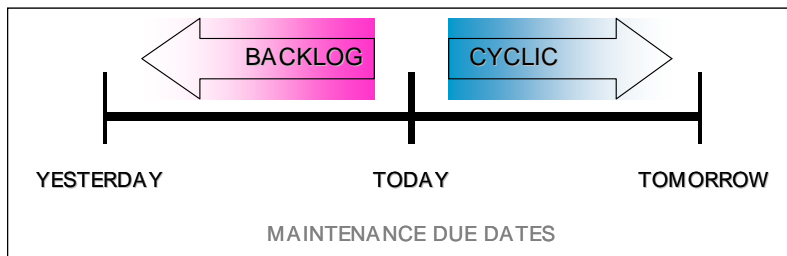 BACKLOG CYCLIC
YESTERDAY TODAY TOMORROW
MAINTENANCE DUE DATES